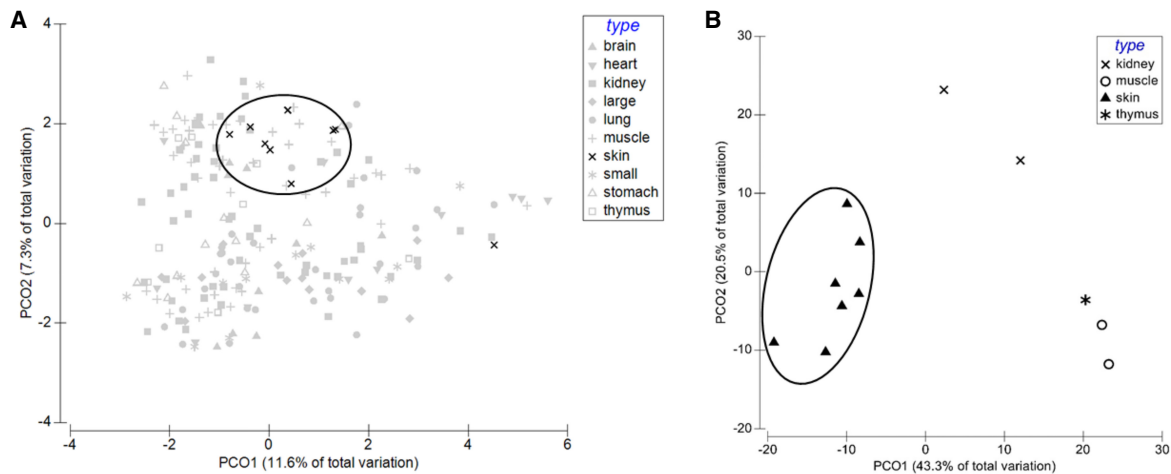 A
4
2
0
-2
-4
-4
-2
0
2
4
6
PCO2 (7.3% of total variation)
PCO1 (11.6% of total variation)
type
brain
heart
kidney
large
lung
muscle
skin
small
stomach
thymus
B
30
20
10
0
-10
-20
-20
-10
0
10
20
30
PCO2 (20.5% of total variation)
PCO1 (43.3% of total variation)
type
kidney
muscle
skin
thymus